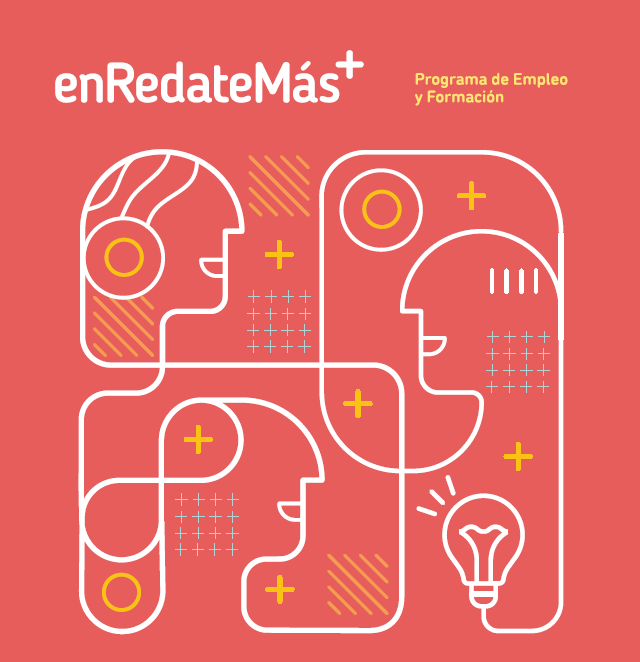 enRedateMás+
Programa de Empleo
y Formación